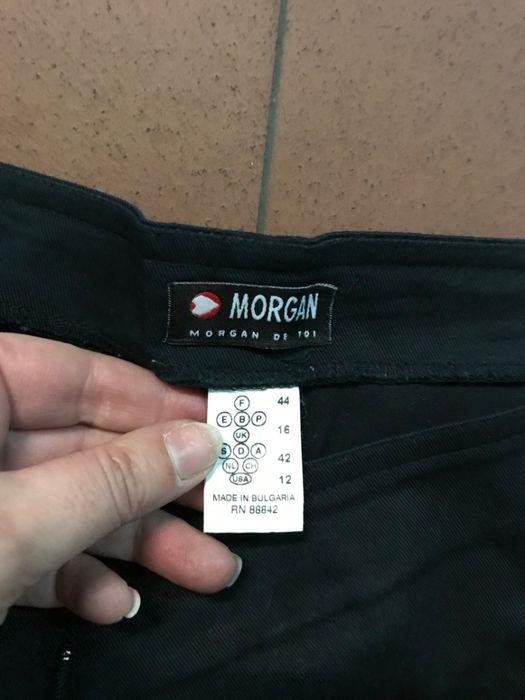 MORGAN
MORGAN DE TOI
F 44
E B P
UK 16
S D A
NL CH 42
USA 12
MADE IN BULGARIA
RN 88842